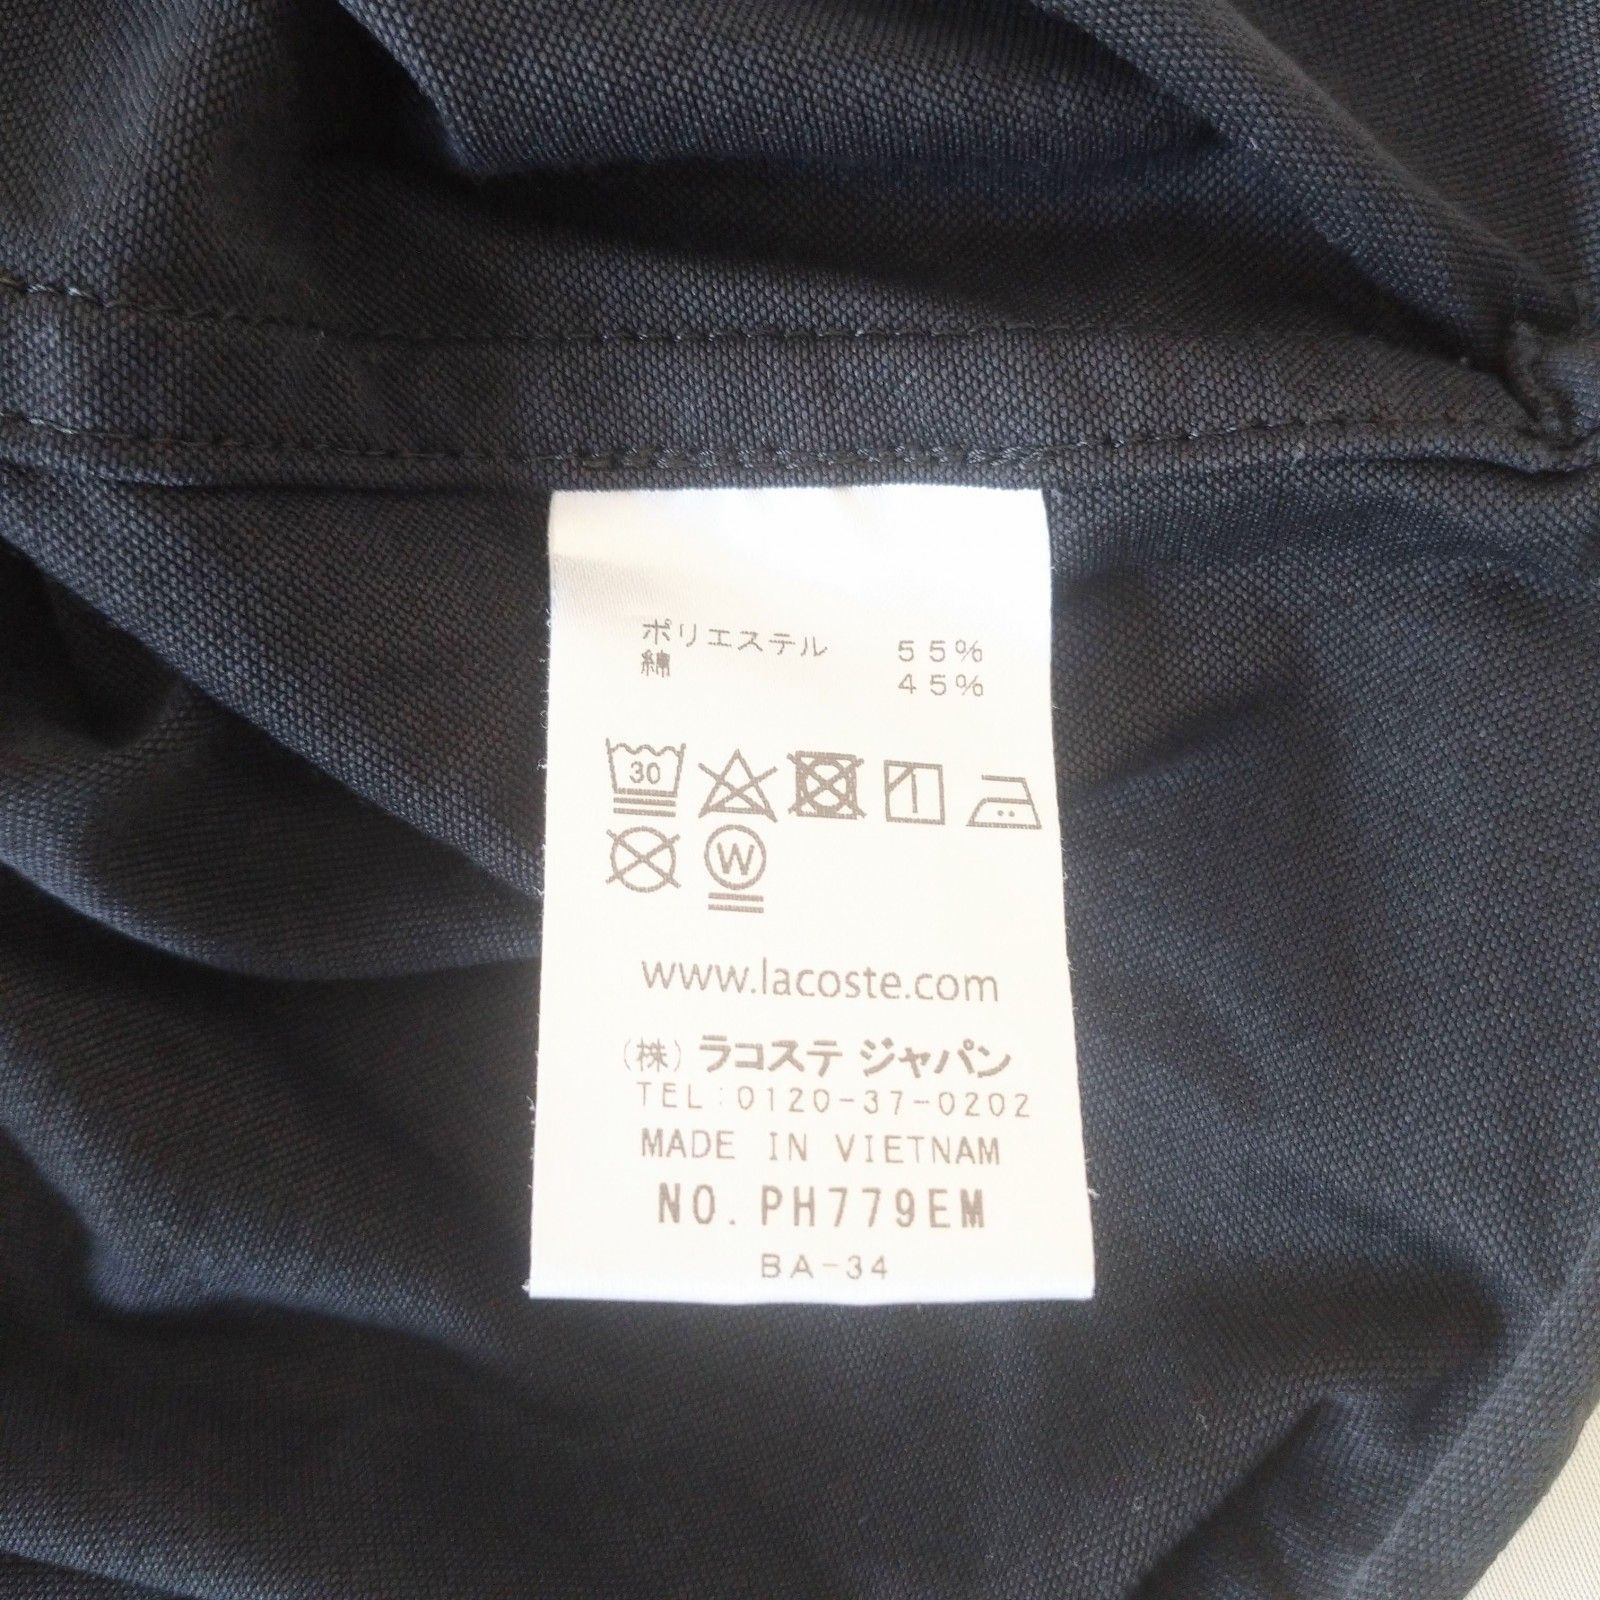 ポリエステル 55%
綿 45%
30
W
www.lacoste.com
(株) ラコステ ジャパン
TEL:0120-37-0202
MADE IN VIETNAM
NO. PH779EM
BA-34